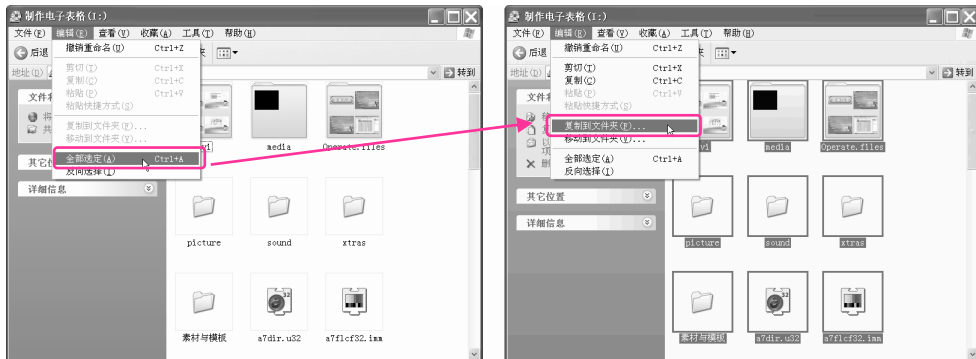 制作电子表格(I:)
文件(F) 编辑(E) 查看(V) 收藏(A) 工具(T) 帮助(H)
后退
撤销重命名(U) Ctrl+Z
剪切(T) Ctrl+X
复制(C) Ctrl+C
粘贴(P) Ctrl+V
粘贴快捷方式(S)
复制到文件夹(F)...
移动到文件夹(V)...
全部选定(A) Ctrl+A
反向选择(I)
地址(D)
转到
文件
将
共
其它位
详细信息
media
Operate.files
picture
sound
xtras
素材与模板
a7dir.u32
a7flcf32.imm
制作电子表格(I:)
文件(F) 编辑(E) 查看(V) 收藏(A) 工具(T) 帮助(H)
后退
撤销重命名(U) Ctrl+Z
剪切(T) Ctrl+X
复制(C) Ctrl+C
粘贴(P) Ctrl+V
粘贴快捷方式(S)
复制到文件夹(F)...
移动到文件夹(V)...
全部选定(A) Ctrl+A
反向选择(I)
地址(D)
转到
文件
其它位置
详细信息
media
Operate.files
picture
sound
xtras
素材与模板
a7dir.u32
a7flcf32.imm